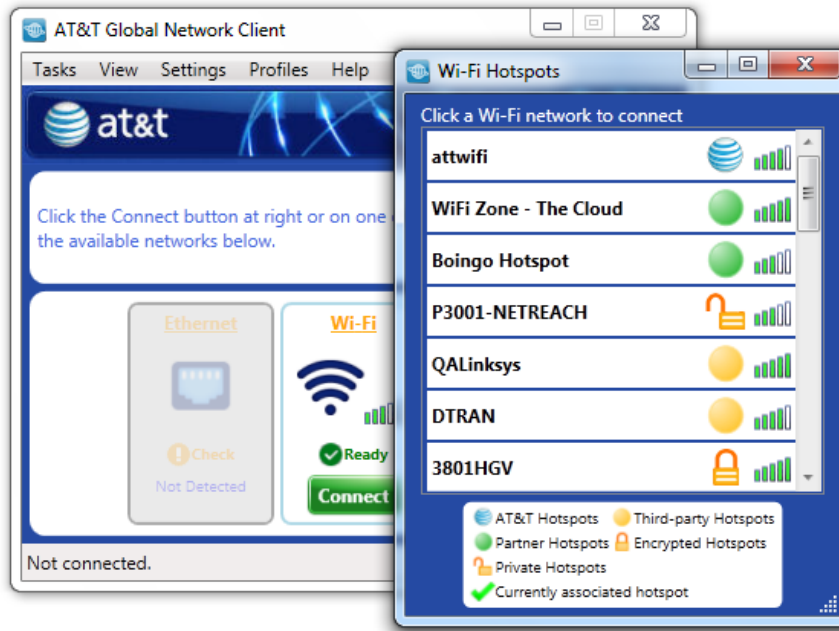 AT&T Global Network Client
Tasks View Settings Profiles Help
at&t
Click the Connect button at right or on one
the available networks below.
Ethernet
Check
Not Detected
Wi-Fi
Ready
Connect
Not connected.
Wi-Fi Hotspots
Click a Wi-Fi network to connect
attwifi
WiFi Zone - The Cloud
Boingo Hotspot
P3001-NETREACH
QALinksys
DTRAN
3801HGV
AT&T Hotspots Third-party Hotspots
Partner Hotspots Encrypted Hotspots
Private Hotspots
Currently associated hotspot